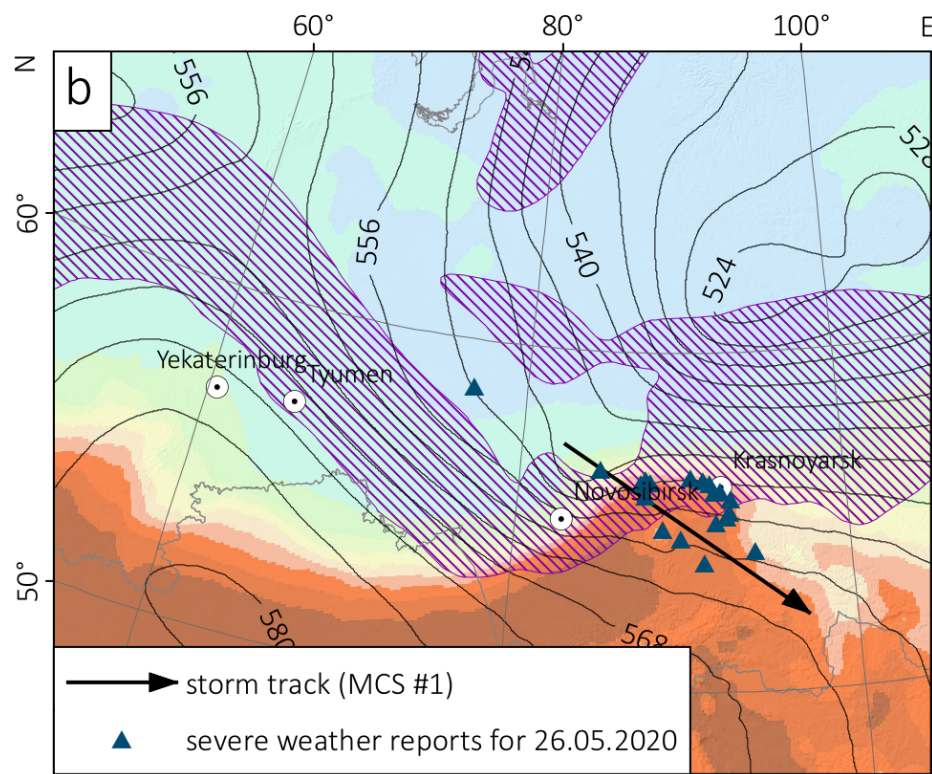 60° 80° 100° E
N
b
556
5
528
60°
556
540
524
Yekaterinburg
Tyumen
Krasnoyarsk
Novosibirsk
50°
580
568
storm track (MCS #1)
severe weather reports for 26.05.2020